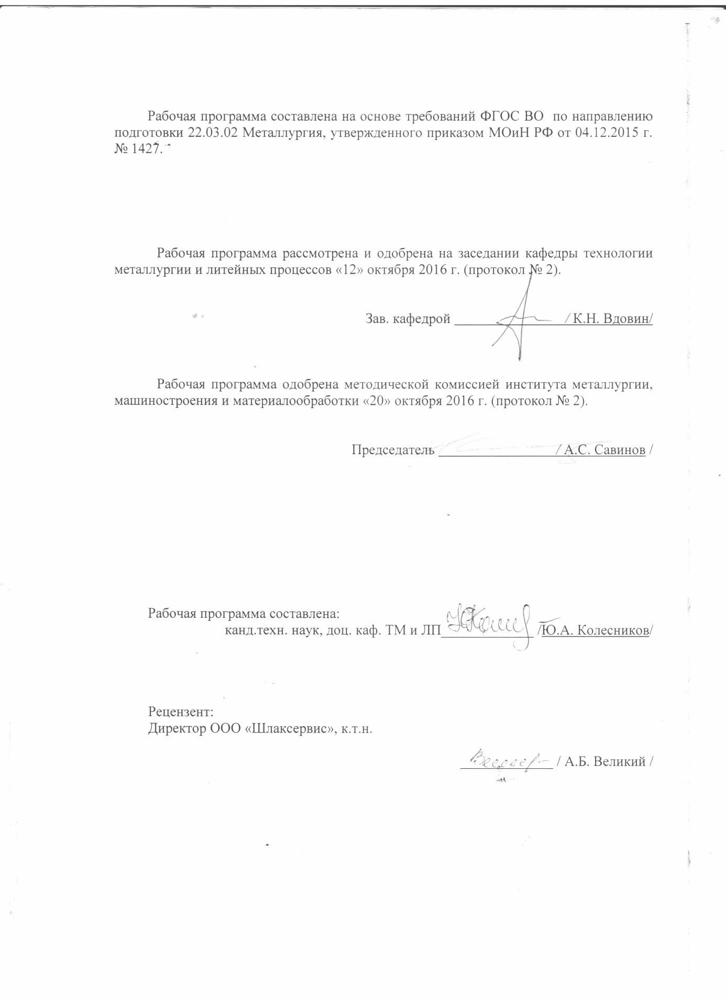 Рабочая программа составлена на основе требований ФГОС ВО по направлению
подготовки 22.03.02 Металлургия, утвержденного приказом МОиН РФ от 04.12.2015 г.
№ 1427.
Рабочая программа рассмотрена и одобрена на заседании кафедры технологии
металлургии и литейных процессов «12» октября 2016 г. (протокол № 2).
Зав. кафедрой ________________ / К.Н. Вдовин/
Рабочая программа одобрена методической комиссией института металлургии,
машиностроения и материалообработки «20» октября 2016 г. (протокол № 2).
Председатель ________________ / А.С. Савинов /
Рабочая программа составлена:
канд.техн. наук, доц. каф. ТМ и ЛП_____________ /Ю.А. Колесников/
Рецензент:
Директор ООО «Шлаксервис», к.т.н.
_____________ / А.Б. Великий /